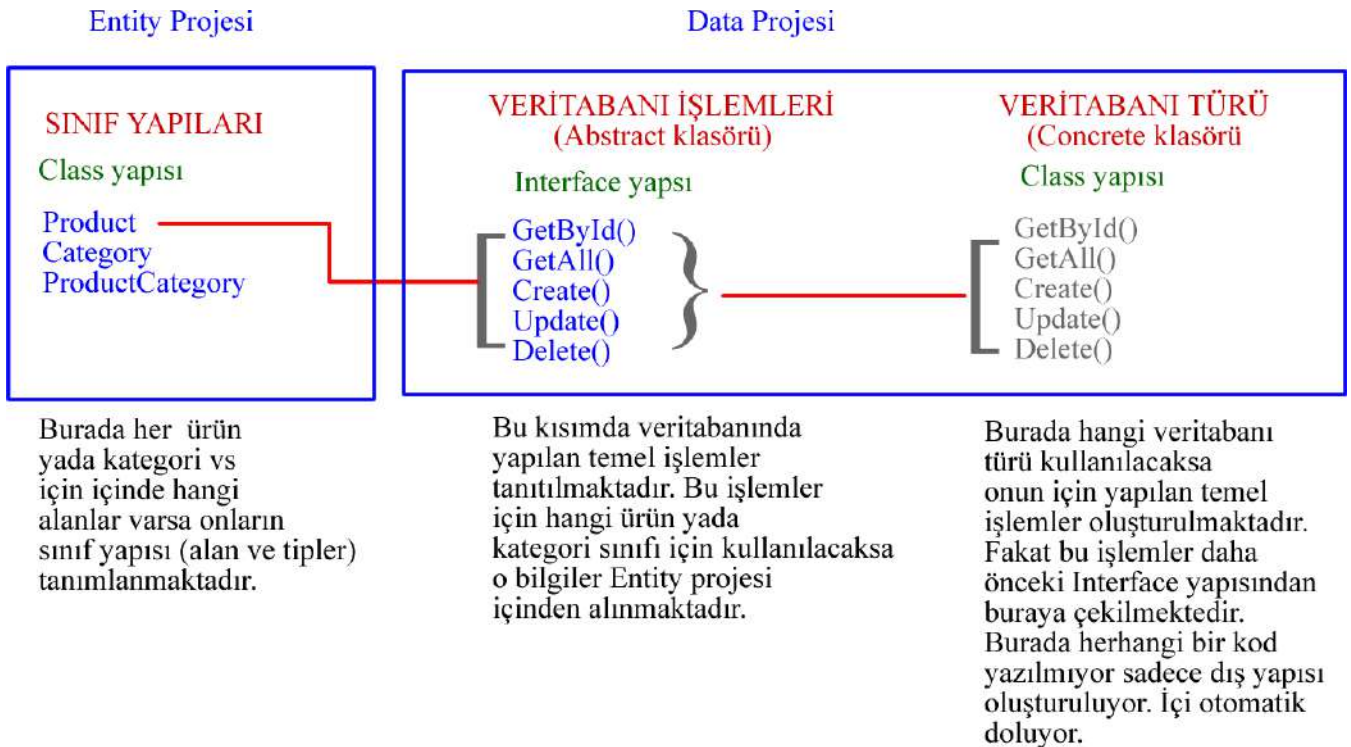 Entity Projesi
Data Projesi
SINIF YAPILARI
Class yapısı
Product
Category
ProductCategory
VERİTABANI İŞLEMLERİ
(Abstract klasörü)
Interface yapsı
GetById()
GetAll()
Create()
Update()
Delete()
VERİTABANI TÜRÜ
(Concrete klasörü
Class yapısı
GetById()
GetAll()
Create()
Update()
Delete()
Burada her ürün
yada kategori vs
için içinde hangi
alanlar varsa onların
sınıf yapısı (alan ve tipler)
tanımlanmaktadır.
Bu kısımda veritabanında
yapılan temel işlemler
tanıtılmaktadır. Bu işlemler
için hangi ürün yada
kategori sınıfı için kullanılacaksa
o bilgiler Entity projesi
içinden alınmaktadır.
Burada hangi veritabanı
türü kullanılacaksa
onun için yapılan temel
işlemler oluşturulmaktadır.
Fakat bu işlemler daha
önceki Interface yapısından
buraya çekilmektedir.
Burada herhangi bir kod
yazılmıyor sadece dış yapısı
oluşturuluyor. İçi otomatik
doluyor.